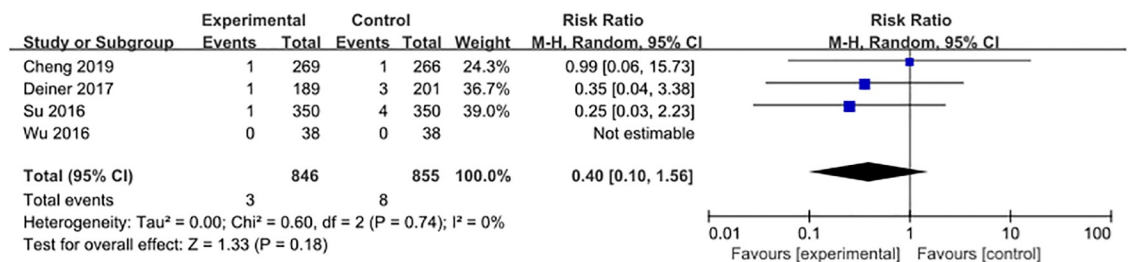 Experimental Control Risk Ratio Risk Ratio
Study or Subgroup Events Total Events Total Weight M-H, Random, 95% CI M-H, Random, 95% CI
Cheng 2019 1 269 1 266 24.3% 0.99 [0.06, 15.73]
Deiner 2017 1 189 3 201 36.7% 0.35 [0.04, 3.38]
Su 2016 1 350 4 350 39.0% 0.25 [0.03, 2.23]
Wu 2016 0 38 0 38 Not estimable
Total (95% CI) 846 855 100.0% 0.40 [0.10, 1.56]
Total events 3 8
Heterogeneity: Tau² = 0.00; Chi² = 0.60, df = 2 (P = 0.74); I² = 0%
Test for overall effect: Z = 1.33 (P = 0.18)
0.01 0.1 1 10 100
Favours [experimental] Favours [control]